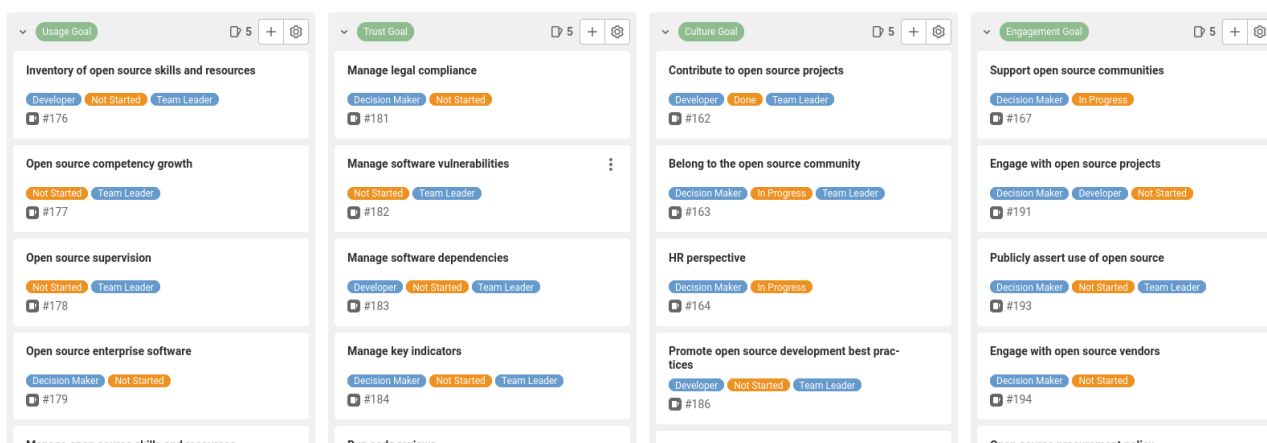 Usage Goal
5
Inventory of open source skills and resources
Developer Not Started Team Leader
#176
Open source competency growth
Not Started Team Leader
#177
Open source supervision
Not Started Team Leader
#178
Open source enterprise software
Decision Maker Not Started
#179
Trust Goal
5
Manage legal compliance
Decision Maker Not Started
#181
Manage software vulnerabilities
Not Started Team Leader
#182
Manage software dependencies
Developer Not Started Team Leader
#183
Manage key indicators
Decision Maker Not Started Team Leader
#184
Culture Goal
5
Contribute to open source projects
Developer Done Team Leader
#162
Belong to the open source community
Decision Maker In Progress Team Leader
#163
HR perspective
Decision Maker In Progress
#164
Promote open source development best prac-
tices
Developer Not Started Team Leader
#186
Engagement Goal
5
Support open source communities
Decision Maker In Progress
#167
Engage with open source projects
Decision Maker Developer Not Started
#191
Publicly assert use of open source
Decision Maker Not Started Team Leader
#193
Engage with open source vendors
Decision Maker Not Started
#194